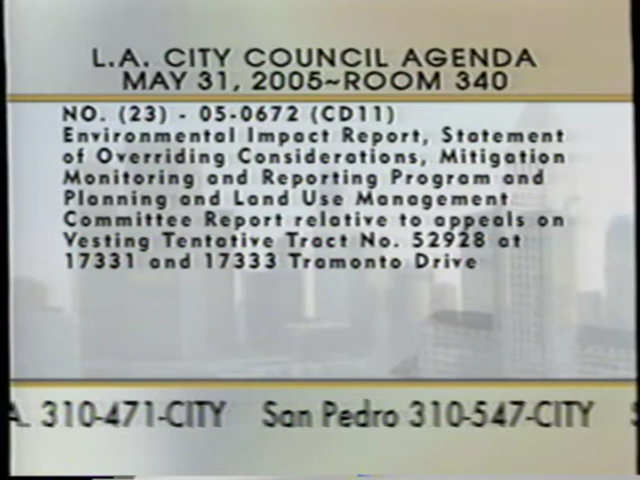 L.A. CITY COUNCIL AGENDA
MAY 31, 2005~ROOM 340
NO. (23) - 05-0672 (CD11)
Environmental Impact Report, Statement
of Overriding Considerations, Mitigation
Monitoring and Reporting Program and
Planning and Land Use Management
Committee Report relative to appeals on
Vesting Tentative Tract No. 52928 at
17331 and 17333 Tramonto Drive
A. 310-471-CITY San Pedro 310-547-CITY